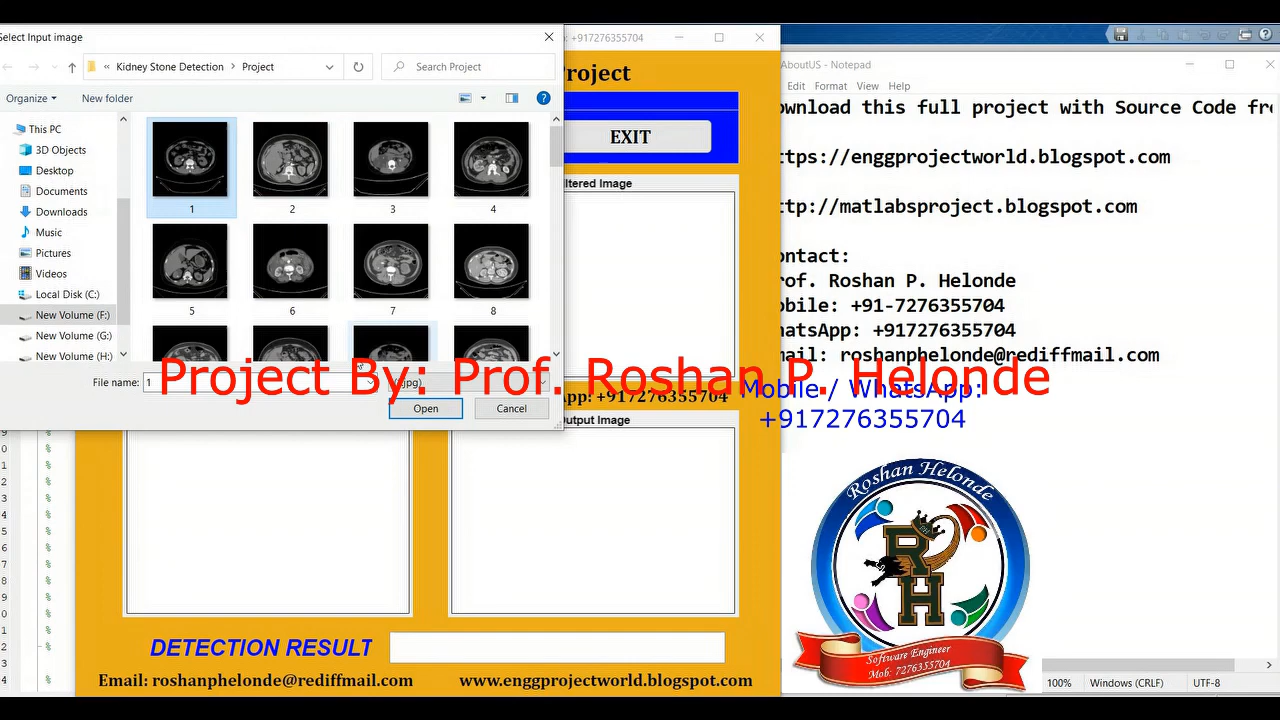 Select Input image
+917276355704
Kidney Stone Detection
Project
Search Project
Organize
New folder
This PC
3D Objects
Desktop
Documents
Downloads
Music
Pictures
Videos
Local Disk (C:)
New Volume (F:)
New Volume (G:)
New Volume (H:)
1
2
3
4
5
6
7
8
File name:
1
Open
Cancel
Project
EXIT
Output Image
+917276355704
DETECTION RESULT
Email: roshanphelonde@rediffmail.com
www.enggprojectworld.blogspot.com
AboutUS - Notepad
Edit
Format
View
Help
ownload this full project with Source Code fr
ttps://enggprojectworld.blogspot.com
ttp://matlabsproject.blogspot.com
ontact:
rof. Roshan P. Helonde
obile: +91-7276355704
hatsApp: +917276355704
mail: roshanphelonde@rediffmail.com
Project By: Prof. Roshan P. Helonde
Mobile / WhatsApp:
+917276355704
Roshan Helonde
RH
Software Engineer
Mob: 7276355704
100%
Windows (CRLF)
UTF-8